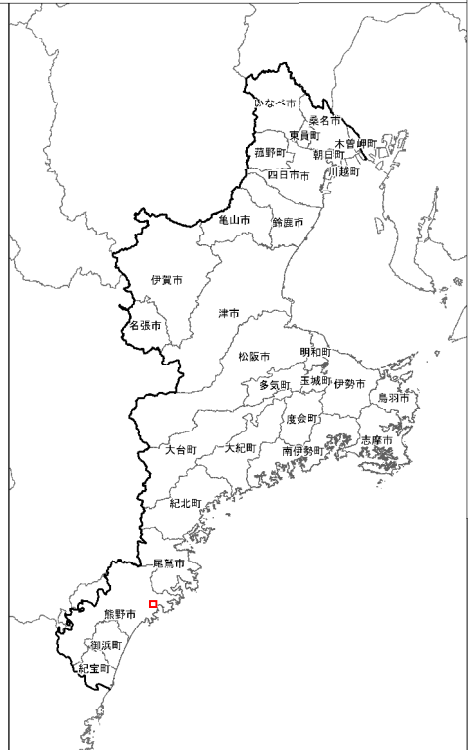 いなべ市
桑名市
東員町
木曽岬町
菰野町
朝日町
川越町
四日市市
亀山市
鈴鹿市
伊賀市
津市
名張市
松阪市
明和町
多気町
玉城町
伊勢市
鳥羽市
度会町
大台町
大紀町
南伊勢町
志摩市
紀北町
尾鷲市
熊野市
御浜町
紀宝町